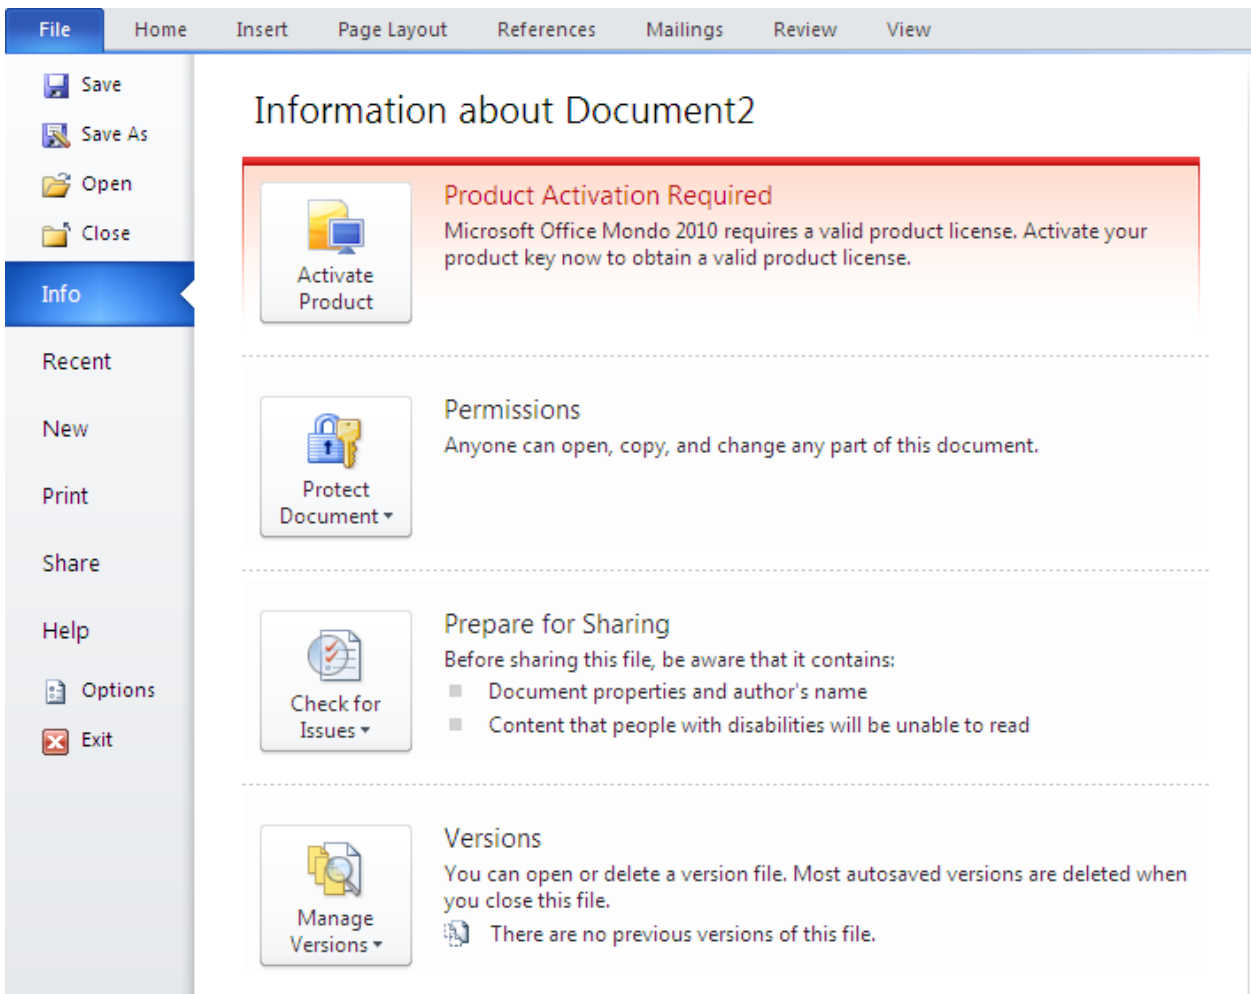 File Home Insert Page Layout References Mailings Review View
Save
Save As
Open
Close
Info
Recent
New
Print
Share
Help
Options
Exit
Information about Document2
Activate
Product
Product Activation Required
Microsoft Office Mondo 2010 requires a valid product license. Activate your
product key now to obtain a valid product license.
Protect
Document
Permissions
Anyone can open, copy, and change any part of this document.
Check for
Issues
Prepare for Sharing
Before sharing this file, be aware that it contains:
Document properties and author's name
Content that people with disabilities will be unable to read
Manage
Versions
Versions
You can open or delete a version file. Most autosaved versions are deleted when
you close this file.
There are no previous versions of this file.